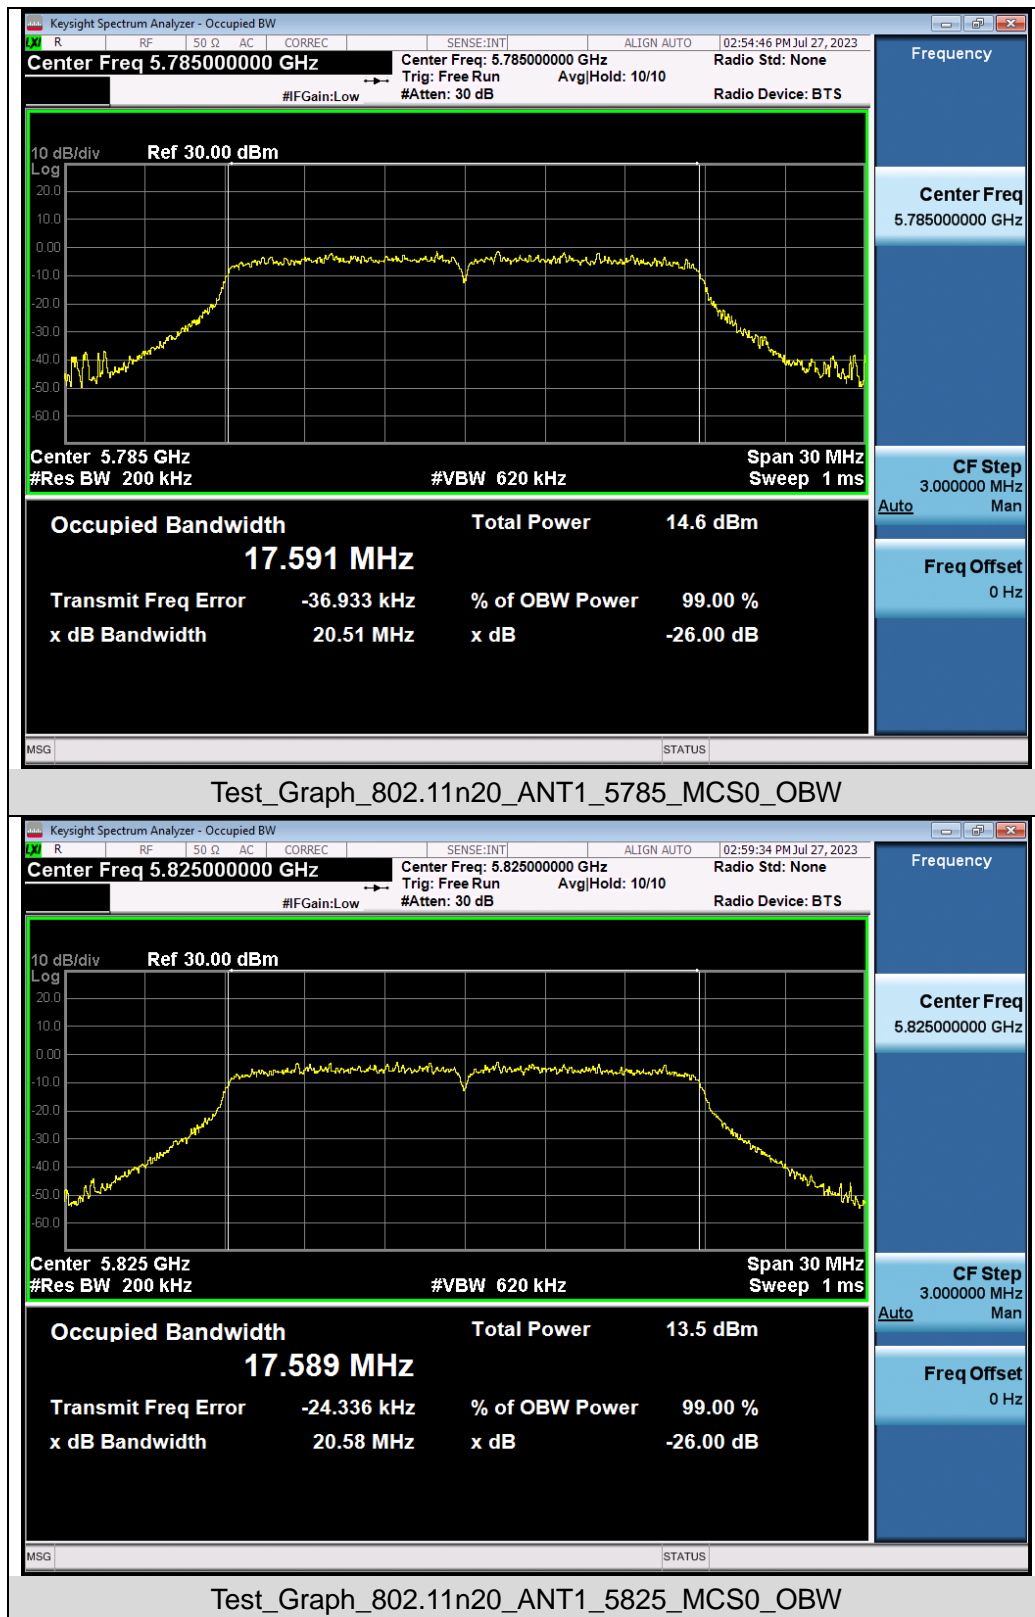 Keysight Spectrum Analyzer - Occupied BW
LXI R RF 50 Ω AC CORREC SENSE:INT ALIGN AUTO 02:54:46 PM Jul 27, 2023
Center Freq 5.785000000 GHz Center Freq: 5.785000000 GHz Radio Std: None Frequency
Trig: Free Run Avg|Hold: 10/10
#IFGain:Low #Atten: 30 dB Radio Device: BTS
10 dB/div Ref 30.00 dBm
Log
20.0
10.0
0.00
-10.0
-20.0
-30.0
-40.0
-50.0
-60.0
Center Freq
5.785000000 GHz
Center 5.785 GHz Span 30 MHz
#Res BW 200 kHz #VBW 620 kHz Sweep 1 ms
CF Step
3.000000 MHz
Auto Man
Freq Offset
0 Hz
Occupied Bandwidth Total Power 14.6 dBm
17.591 MHz
Transmit Freq Error -36.933 kHz % of OBW Power 99.00 %
x dB Bandwidth 20.51 MHz x dB -26.00 dB
MSG STATUS
Test_Graph_802.11n20_ANT1_5785_MCS0_OBW
Keysight Spectrum Analyzer - Occupied BW
LXI R RF 50 Ω AC CORREC SENSE:INT ALIGN AUTO 02:59:34 PM Jul 27, 2023
Center Freq 5.825000000 GHz Center Freq: 5.825000000 GHz Radio Std: None Frequency
Trig: Free Run Avg|Hold: 10/10
#IFGain:Low #Atten: 30 dB Radio Device: BTS
10 dB/div Ref 30.00 dBm
Log
20.0
10.0
0.00
-10.0
-20.0
-30.0
-40.0
-50.0
-60.0
Center Freq
5.825000000 GHz
Center 5.825 GHz Span 30 MHz
#Res BW 200 kHz #VBW 620 kHz Sweep 1 ms
CF Step
3.000000 MHz
Auto Man
Freq Offset
0 Hz
Occupied Bandwidth Total Power 13.5 dBm
17.589 MHz
Transmit Freq Error -24.336 kHz % of OBW Power 99.00 %
x dB Bandwidth 20.58 MHz x dB -26.00 dB
MSG STATUS
Test_Graph_802.11n20_ANT1_5825_MCS0_OBW